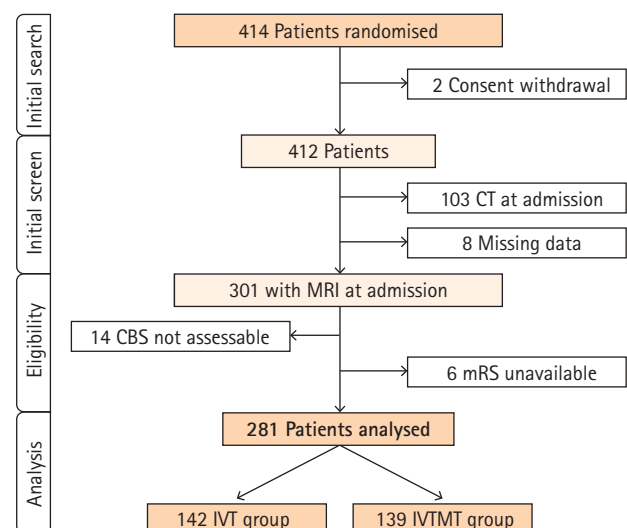 Initial search
414 Patients randomised
2 Consent withdrawal
Initial screen
412 Patients
103 CT at admission
8 Missing data
Eligibility
301 with MRI at admission
14 CBS not assessable
6 mRS unavailable
Analysis
281 Patients analysed
142 IVT group
139 IVTMT group